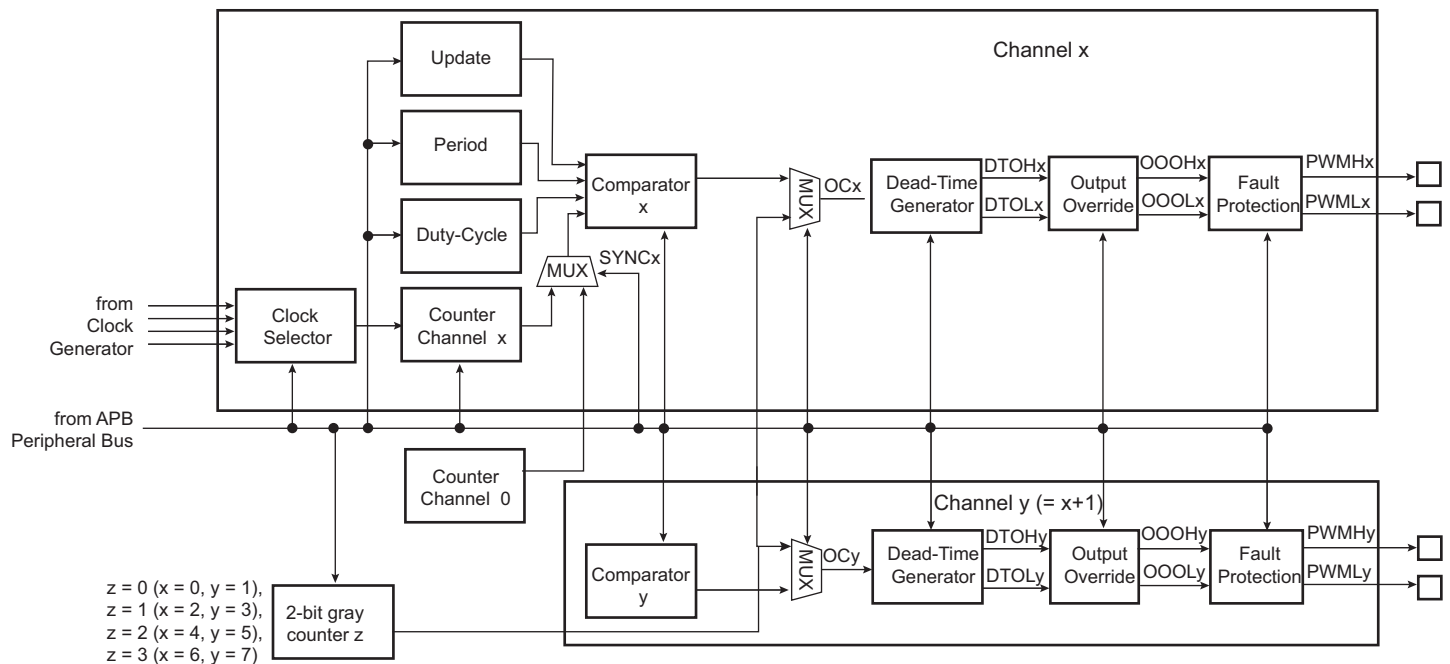 Channel x
Update
Period
Duty-Cycle
Comparator
x
MUX
SYNCx
MUX
OCx
Dead-Time
Generator
DTOHx
DTOLx
Output
Override
OOOHx
OOOLx
Fault
Protection
PWMHx
PWMLx
from
Clock
Generator
Clock
Selector
Counter
Channel x
from APB
Peripheral Bus
Counter
Channel 0
Channel y (= x+1)
Comparator
y
MUX
OCy
Dead-Time
Generator
DTOHy
DTOLy
Output
Override
OOOHy
OOOLy
Fault
Protection
PWMHy
PWMLy
z = 0 (x = 0, y = 1),
z = 1 (x = 2, y = 3),
z = 2 (x = 4, y = 5),
z = 3 (x = 6, y = 7)
2-bit gray
counter z